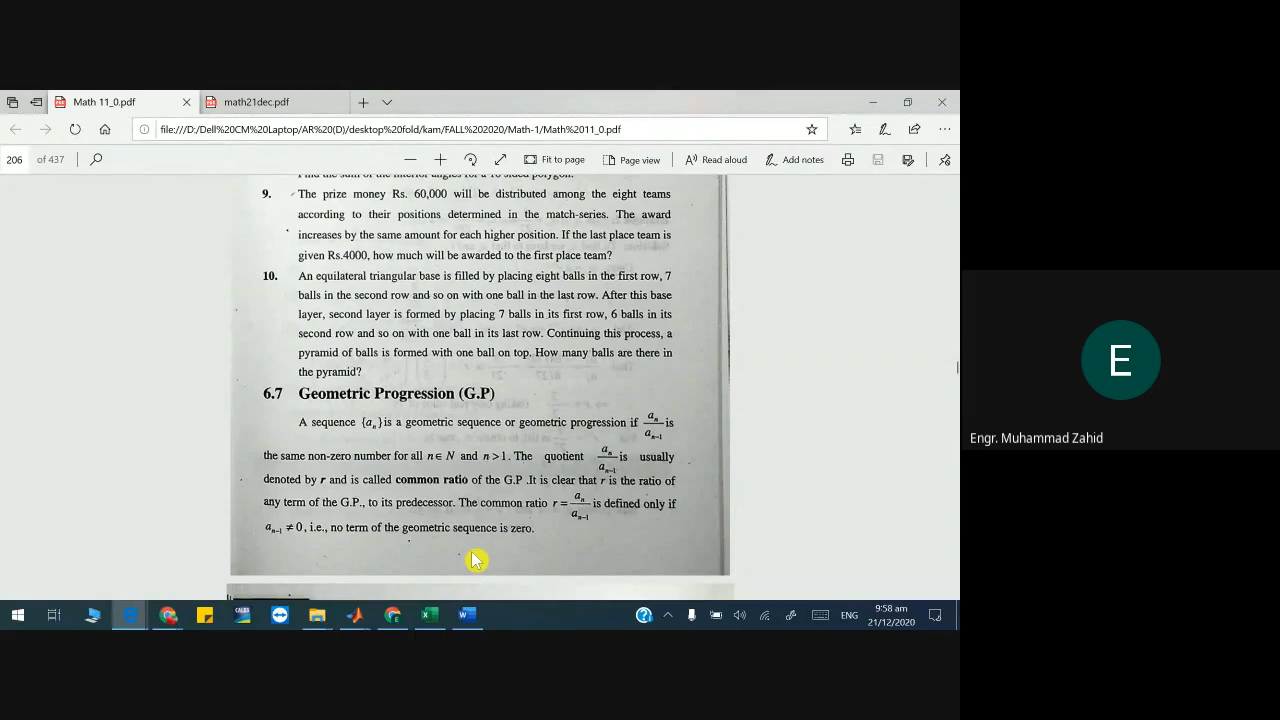 Math 11_0.pdf
math21dec.pdf
file:///D:/Dell%20CM%20Laptop/AR%20(D)/desktop%20fold/kam/FALL%202020/Math-1/Math%2011_0.pdf
206 of 437
Fit to page
Page view
Read aloud
Add notes
Find the sum of the interior angles for a 16 sided polygon.
9. The prize money Rs. 60,000 will be distributed among the eight teams
according to their positions determined in the match-series. The award
increases by the same amount for each higher position. If the last place team is
given Rs.4000, how much will be awarded to the first place team?
10. An equilateral triangular base is filled by placing eight balls in the first row, 7
balls in the second row and so on with one ball in the last row. After this base
layer, second layer is formed by placing 7 balls in its first row, 6 balls in its
second row and so on with one ball in its last row. Continuing this process, a
pyramid of balls is formed with one ball on top. How many balls are there in
the pyramid?
6.7 Geometric Progression (G.P)
A sequence {aₙ} is a geometric sequence or geometric progression if aₙ/aₙ₋₁ is
the same non-zero number for all n ∈ N and n > 1. The quotient aₙ/aₙ₋₁ is usually
denoted by r and is called common ratio of the G.P .It is clear that r is the ratio of
any term of the G.P., to its predecessor. The common ratio r = aₙ/aₙ₋₁ is defined only if
aₙ₋₁ ≠ 0, i.e., no term of the geometric sequence is zero.
E
Engr. Muhammad Zahid
ENG
9:58 am
21/12/2020